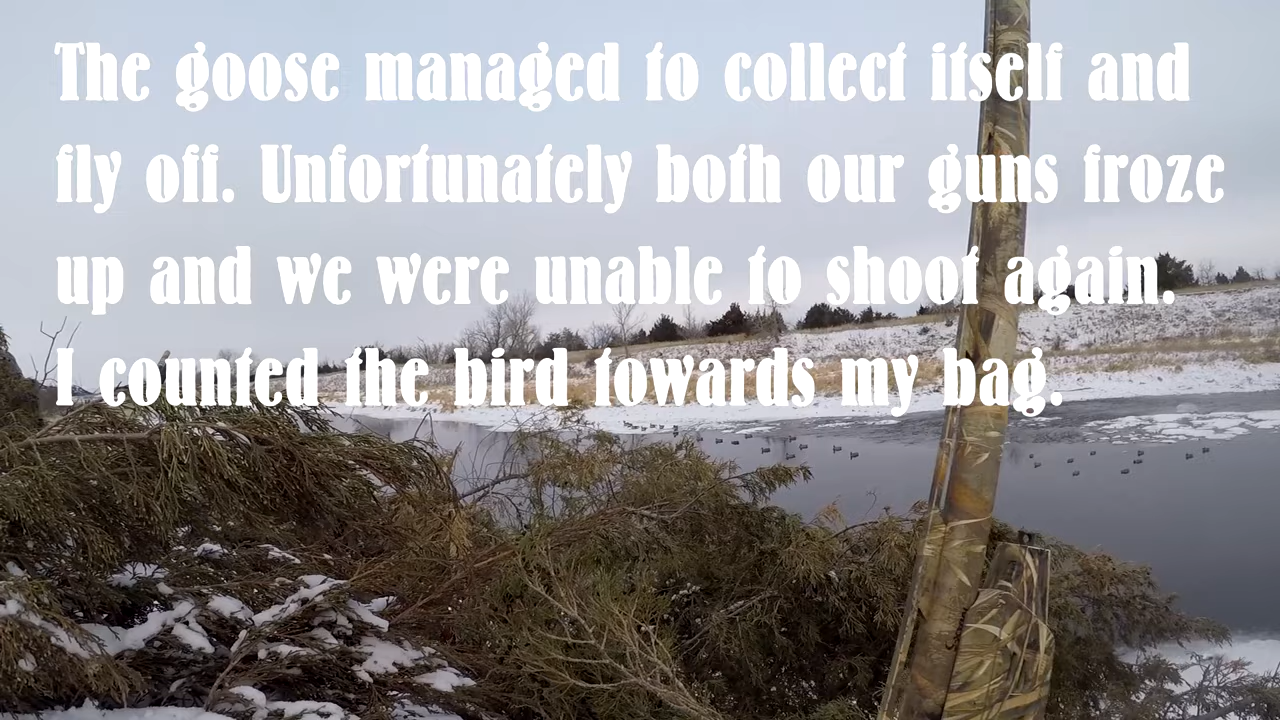 The goose managed to collect itself and
fly off. Unfortunately both our guns froze
up and we were unable to shoot again.
I counted the bird towards my bag.